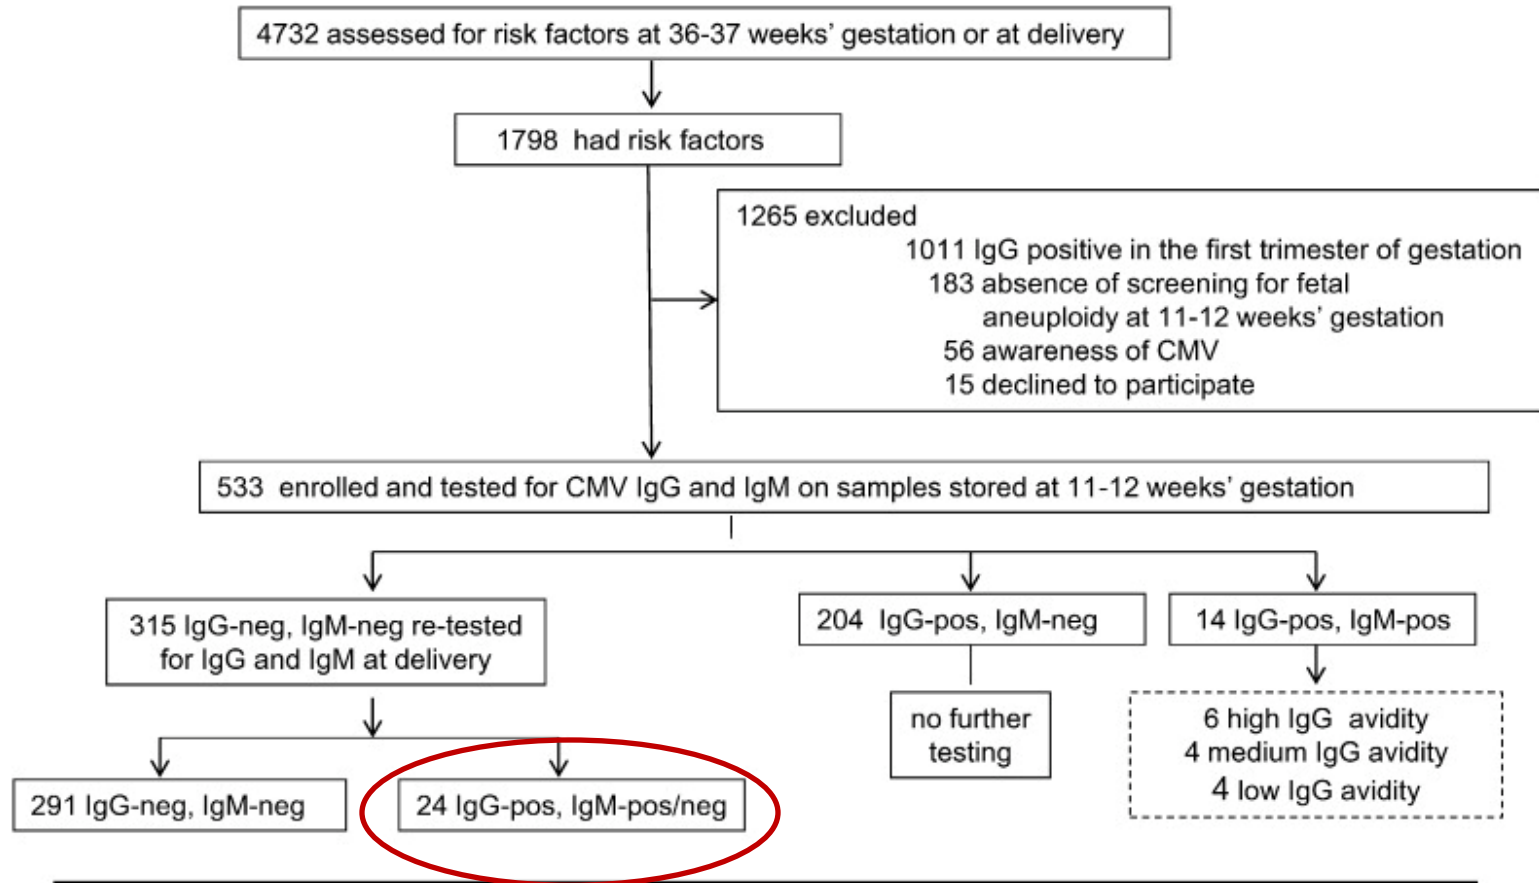 4732 assessed for risk factors at 36-37 weeks' gestation or at delivery
1798 had risk factors
1265 excluded
1011 IgG positive in the first trimester of gestation
183 absence of screening for fetal
aneuploidy at 11-12 weeks' gestation
56 awareness of CMV
15 declined to participate
533 enrolled and tested for CMV IgG and IgM on samples stored at 11-12 weeks' gestation
315 IgG-neg, IgM-neg re-tested
for IgG and IgM at delivery
204 IgG-pos, IgM-neg
14 IgG-pos, IgM-pos
no further
testing
6 high IgG avidity
4 medium IgG avidity
4 low IgG avidity
291 IgG-neg, IgM-neg
24 IgG-pos, IgM-pos/neg